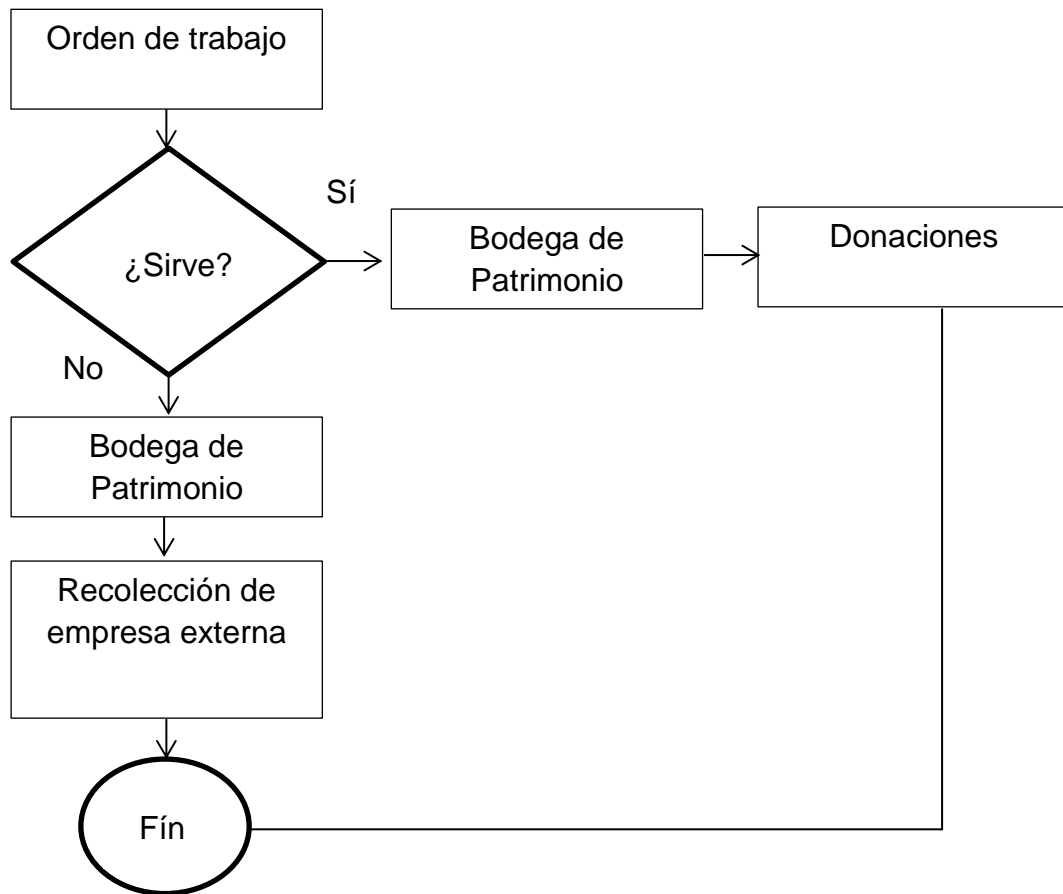 Orden de trabajo
¿Sirve?
Sí
Bodega de
Patrimonio
Donaciones
No
Bodega de
Patrimonio
Recolección de
empresa externa
Fín